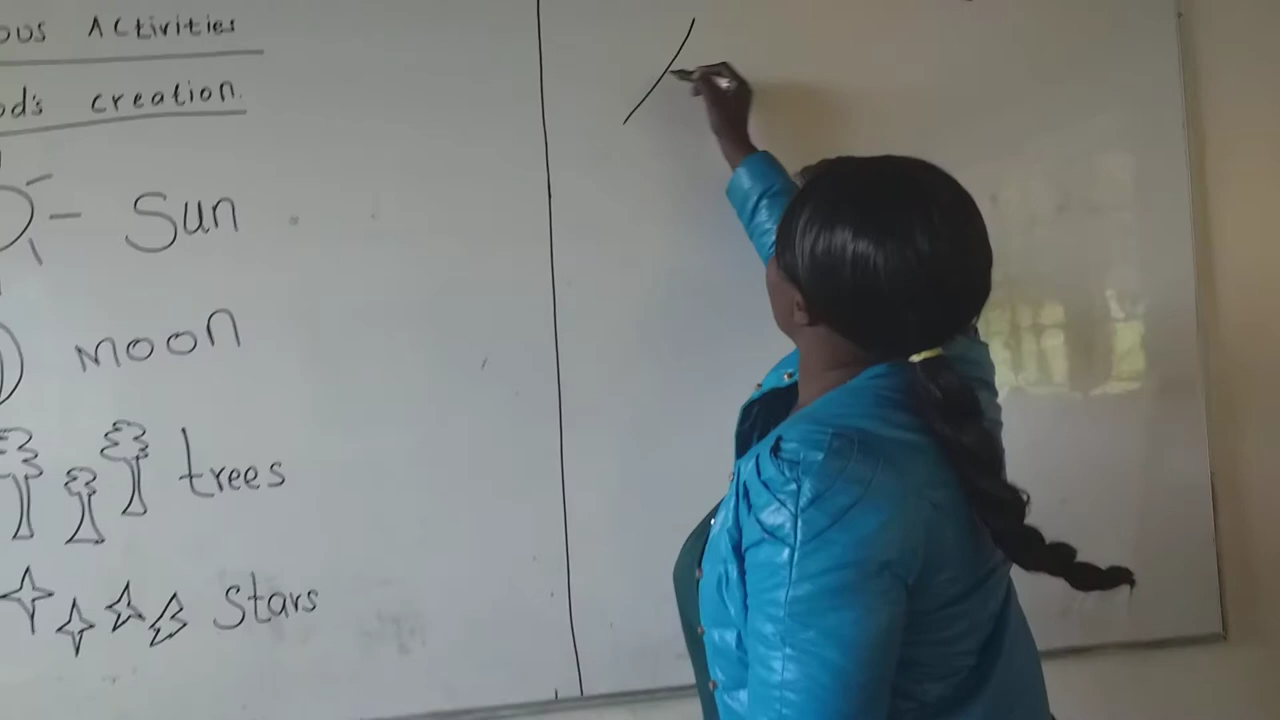 ous Activities
od's creation.
Sun
moon
trees
Stars